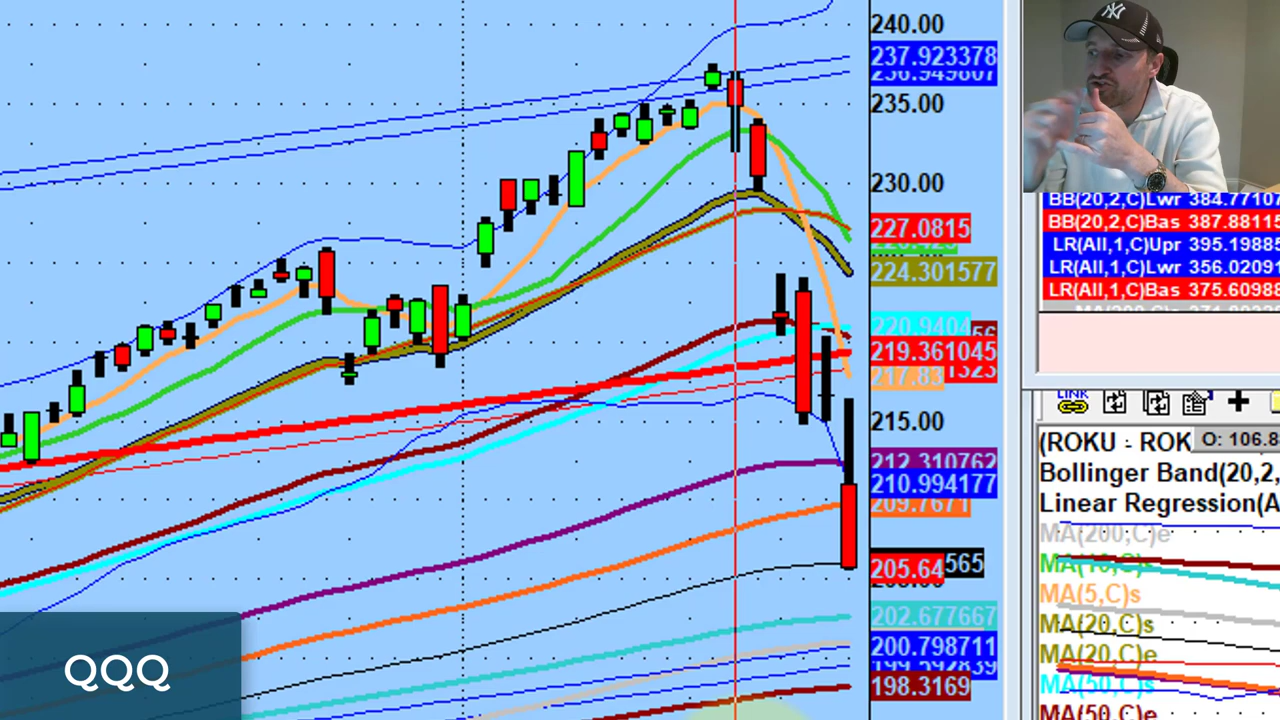 240.00
237.923378
235.00
230.00
227.0815
224.301577
220.9404
219.361045
217.83
215.00
212.310762
210.994177
209.7671
205.64
565
202.677667
200.798711
198.3169
QQQ
NY
BB(20,2,C)Lwr 384.77107
BB(20,2,C)Bas 387.88115
LR(All,1,C)Upr 395.19885
LR(All,1,C)Lwr 356.02091
LR(All,1,C)Bas 375.60988
LINK
(ROKU - ROK O: 106.8
Bollinger Band(20,2,
Linear Regression(A
MA(200,C)e
MA(10,C)s
MA(5,C)s
MA(20,C)s
MA(20,C)e
MA(50,C)s
MA(50,C)e